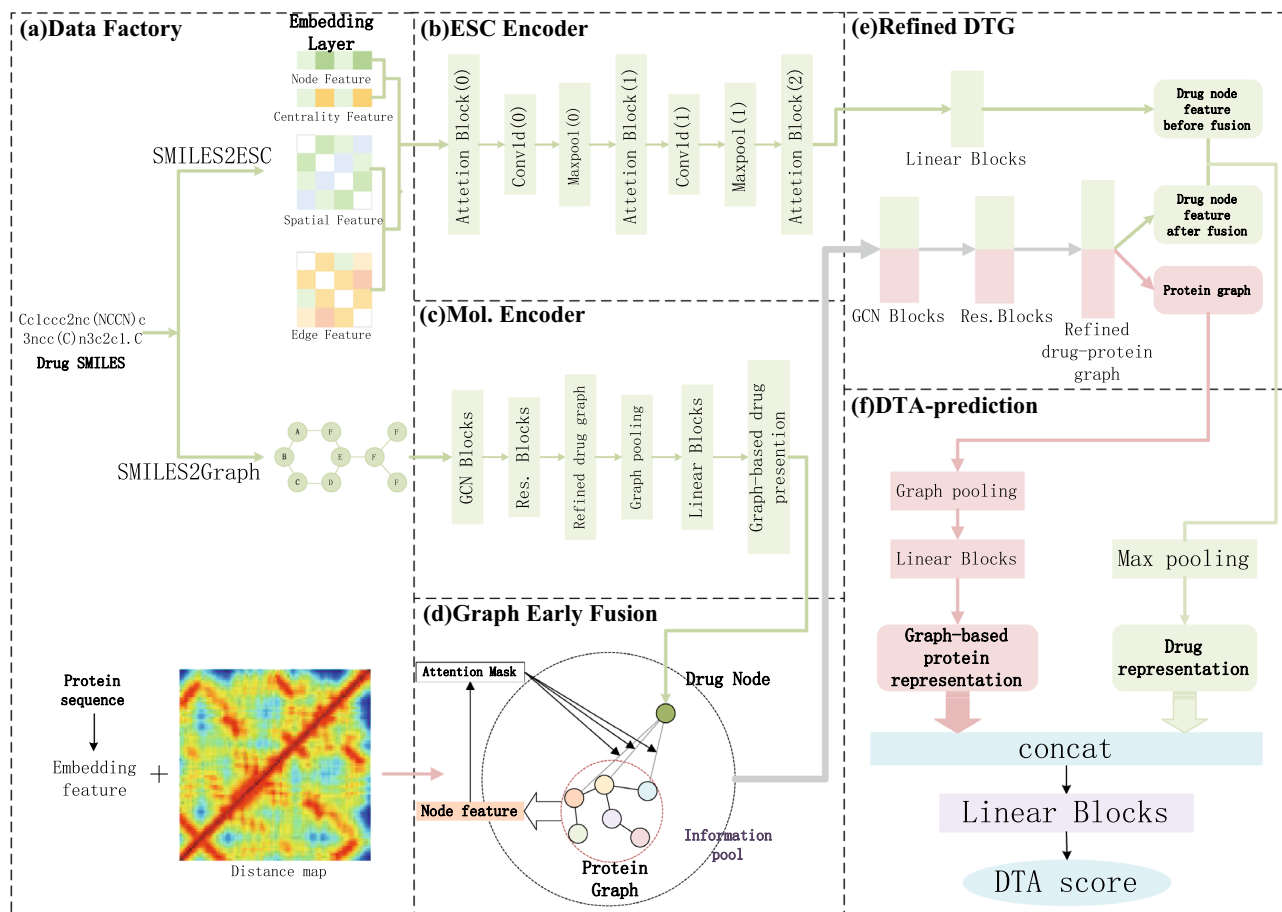 (a)Data Factory
Embedding
Layer
Node Feature
Centrality Feature
SMILES2ESC
Spatial Feature
Edge Feature
Cc1ccc2nc(NCCN)c
3ncc(C)n3c2c1.C
Drug SMILES
SMILES2Graph
A
F
F
B
E
F
C
D
F
Protein
sequence
Embedding
feature
+
Distance map
(b)ESC Encoder
Attetion Block(0)
Conv1d(0)
Maxpool(0)
Attetion Block(1)
Conv1d(1)
Maxpool(1)
Attetion Block(2)
(c)Mol. Encoder
GCN Blocks
Res. Blocks
Refined drug graph
Graph pooling
Linear Blocks
Graph-based drug
presention
(d)Graph Early Fusion
Attention Mask
Drug Node
Node feature
Information
pool
Protein
Graph
(e)Refined DTG
Linear Blocks
Drug node
feature
before fusion
Drug node
feature
after fusion
Protein graph
GCN Blocks
Res.Blocks
Refined
drug-protein
graph
(f)DTA-prediction
Graph pooling
Linear Blocks
Max pooling
Graph-based
protein
representation
Drug
representation
concat
Linear Blocks
DTA score